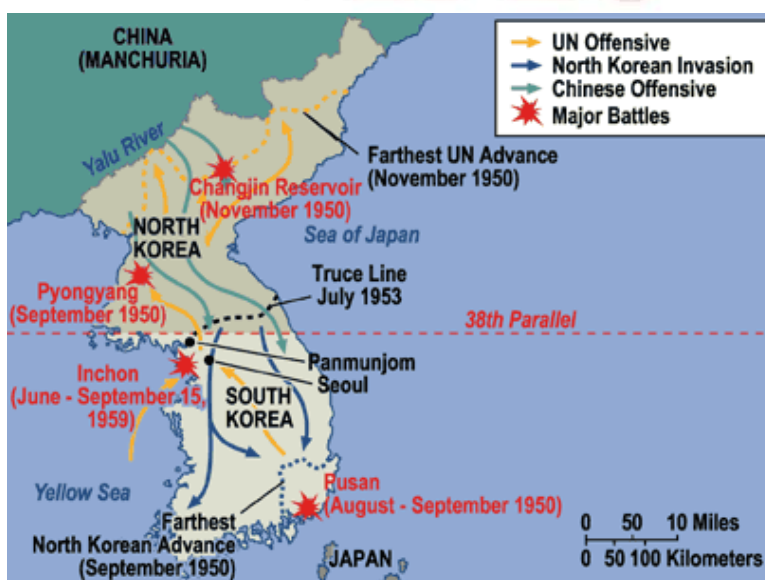 CHINA
(MANCHURIA)
UN Offensive
North Korean Invasion
Chinese Offensive
Major Battles
Yalu River
Farthest UN Advance
(November 1950)
Changjin Reservoir
(November 1950)
NORTH
KOREA
Sea of Japan
Truce Line
July 1953
Pyongyang
(September 1950)
38th Parallel
Panmunjom
Seoul
Inchon
(June - September 15,
1959)
SOUTH
KOREA
Yellow Sea
Pusan
(August - September 1950)
Farthest
North Korean Advance
(September 1950)
JAPAN
0 50 10 Miles
0 50 100 Kilometers